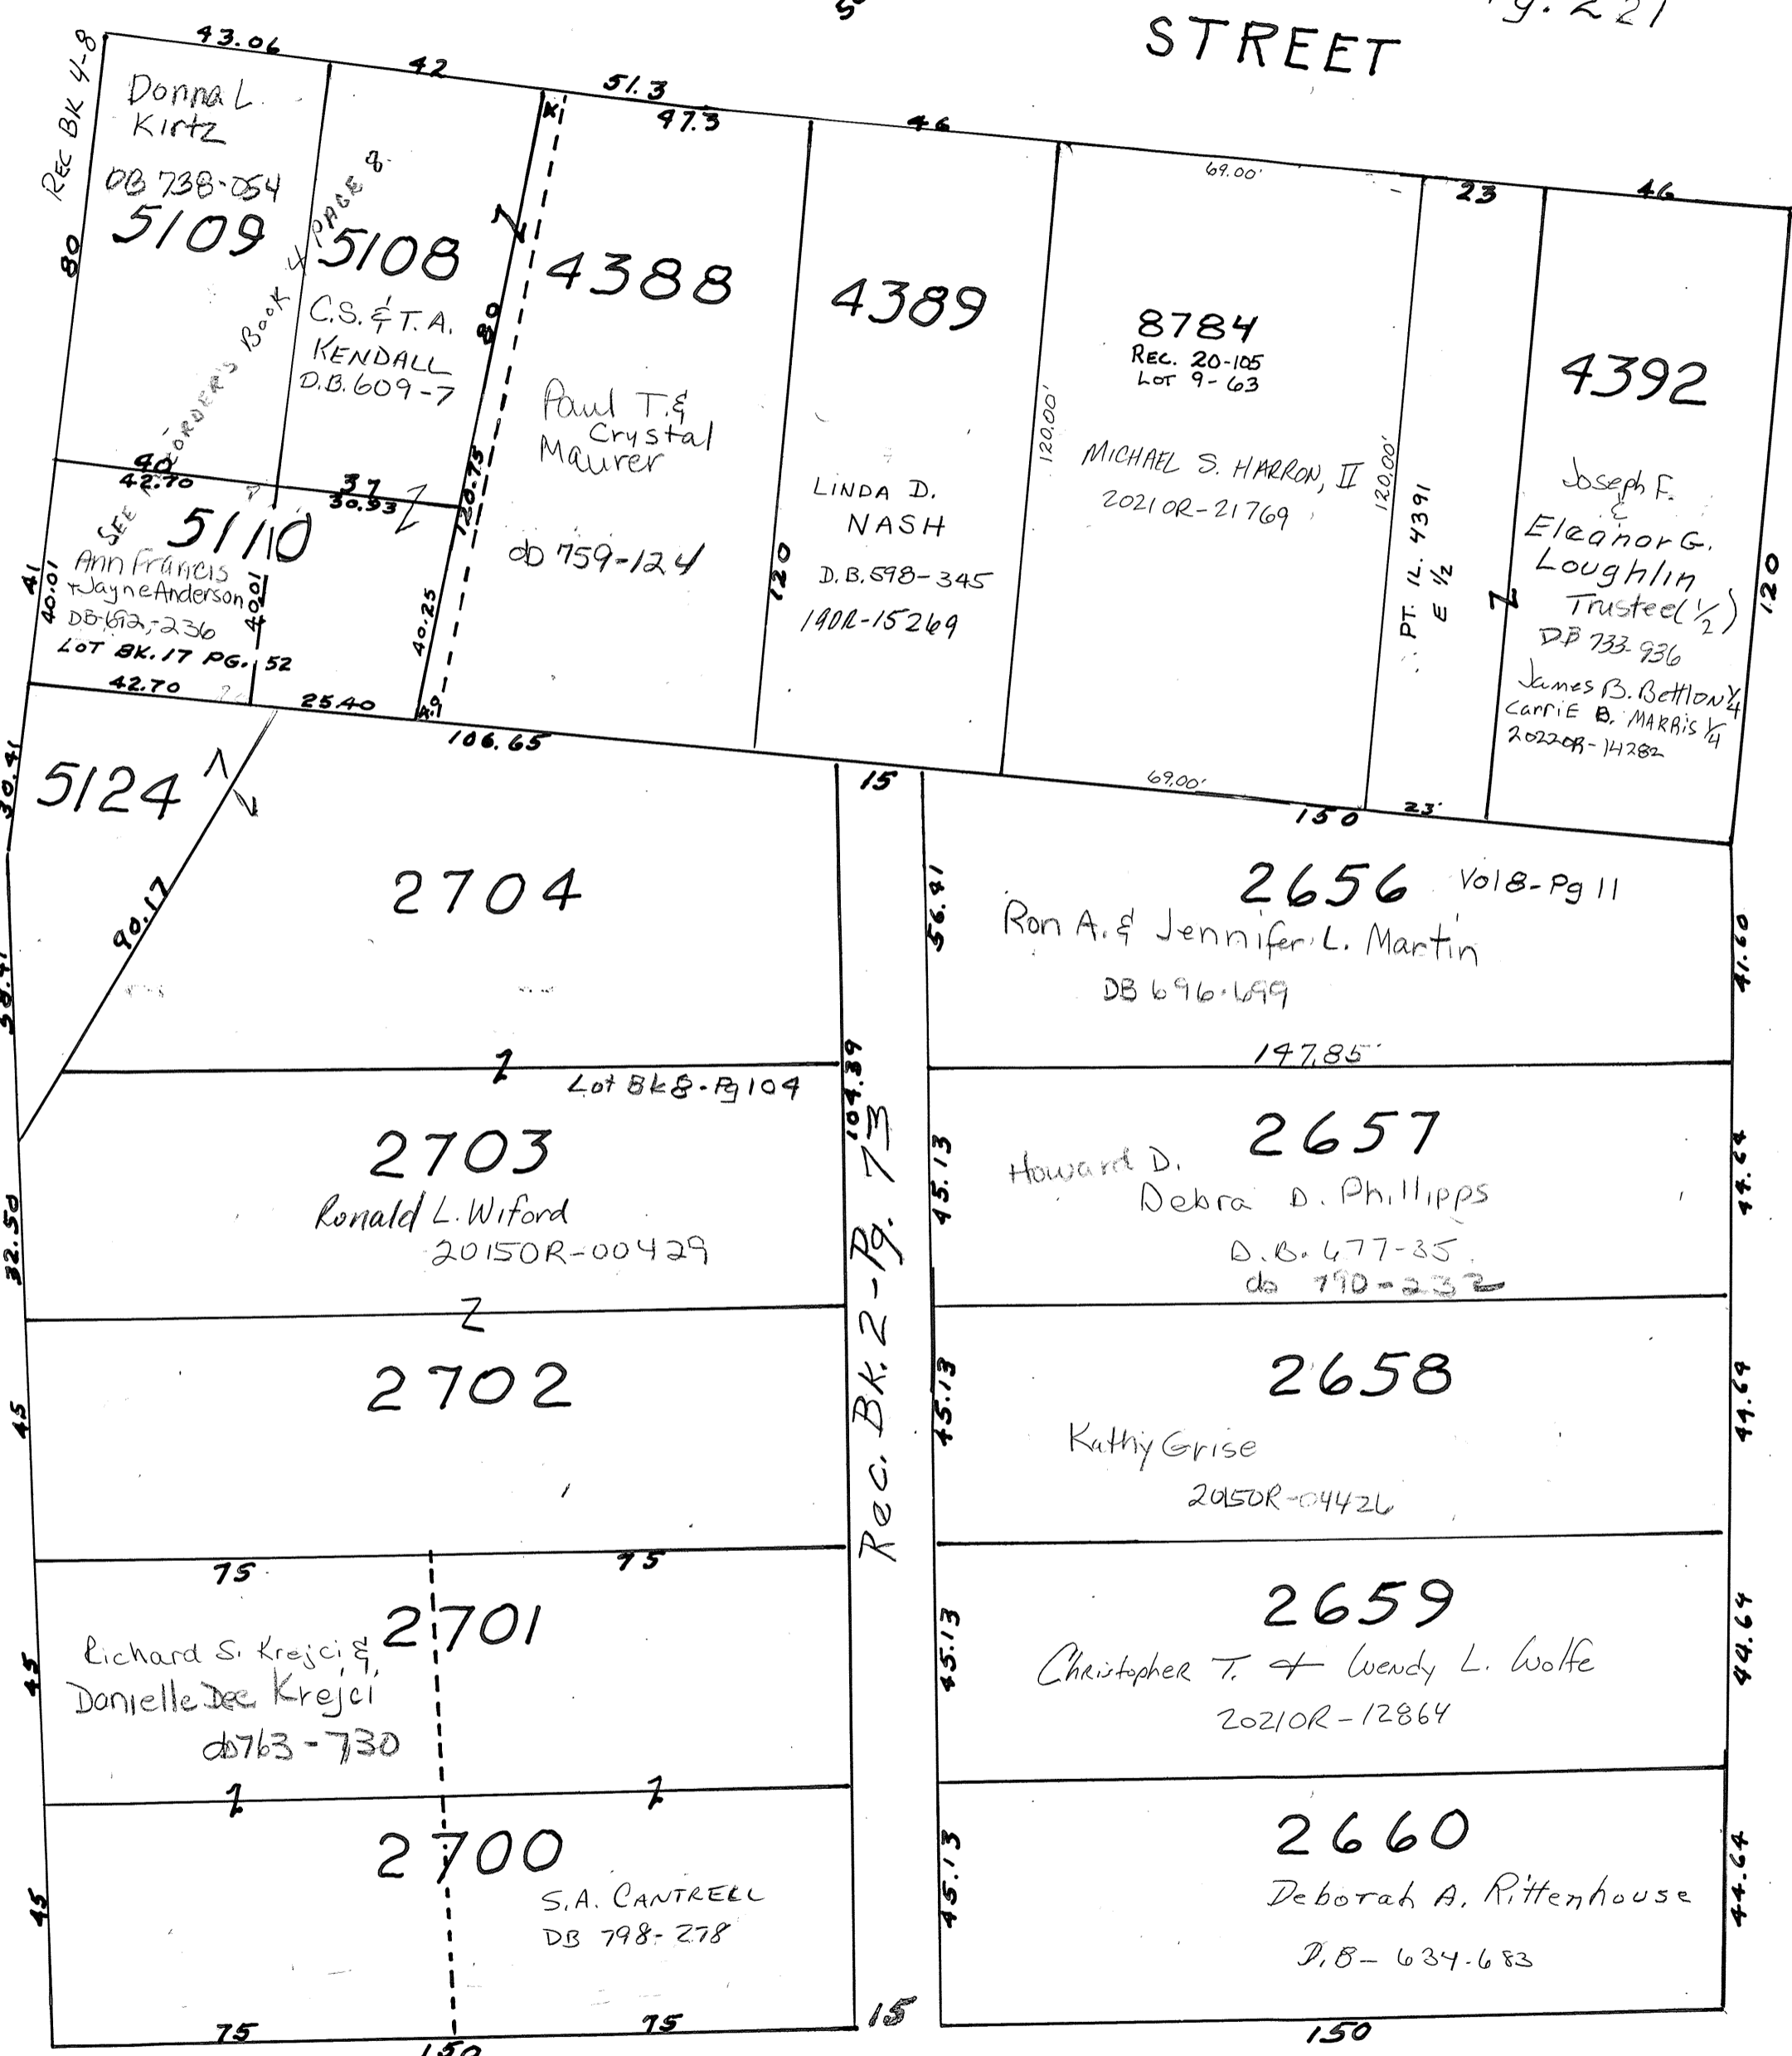 STREET
43.06
42
51.3
47.3
46
69.00'
23
46
REC BK 4-8
80
Donna L.
Kirtz
DB 738-054
5109
SEE RECORDER'S BOOK 4 PAGE 8
5108
C.S. & T.A.
KENDALL
D.B. 609-7
80
4388
Paul T. &
Crystal
Maurer
db 759-124
120.75
4389
LINDA D.
NASH
D.B. 598-345
19OR-15269
120
8784
REC. 20-105
LOT 9-63
MICHAEL S. HARRON, II
2021OR-21769
120.00'
120.00'
PT. IL. 4391
E 1/2
4392
Joseph F.
&
Eleanor G.
Loughlin
Trustee (1/2)
DB 733-936
James B. Bettlon 1/4
Carrie B. MARRis 1/4
2022OR-14282
120
40
42.70
37
30.93
5110
Ann Francis
+ Jayne Anderson
DB-692-236
LOT BK. 17 PG. 52
41
40.01
40.01
40.25
42.70
25.40
4.9
106.65
15
69.00'
150
23'
5124
30.41
90.17
2704
104.39
56.41
2656 Vol 8-Pg 11
Ron A. & Jennifer L. Martin
DB 696-699
41.60
147.85'
Lot Bk 8-Pg 104
2703
Ronald L. Wiford
2015OR-00429
32.50
Rec. Bk. 2-Pg. 73
45.13
2657
Howard D.
Debra D. Phillipps
D.B. 677-35
db 790-232
44.64
2702
45
45.13
2658
Kathy Grise
2015OR-04426
44.64
75
75
2701
Richard S. Krejci &
Danielle Dee Krejci
db 763-730
45
45.13
2659
Christopher T. + Wendy L. Wolfe
2021OR-12864
44.64
2700
S.A. CANTRELL
DB 798-278
45
45.13
2660
Deborah A. Rittenhouse
D.B- 634-683
44.64
75
75
150
15
150